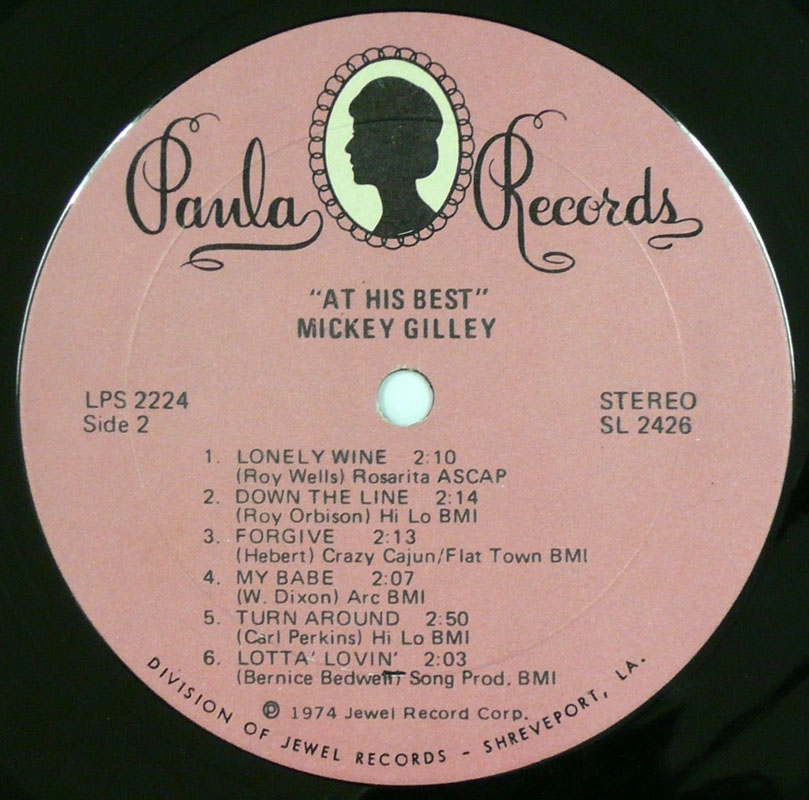 Paula Records
"AT HIS BEST"
MICKEY GILLEY
LPS 2224
Side 2
STEREO
SL 2426
1. LONELY WINE 2:10
(Roy Wells) Rosarita ASCAP
2. DOWN THE LINE 2:14
(Roy Orbison) Hi Lo BMI
3. FORGIVE 2:13
(Hebert) Crazy Cajun/Flat Town BMI
4. MY BABE 2:07
(W. Dixon) Arc BMI
5. TURN AROUND 2:50
(Carl Perkins) Hi Lo BMI
6. LOTTA' LOVIN' 2:03
(Bernice Bedwell) Song Prod. BMI
℗ 1974 Jewel Record Corp.
DIVISION OF JEWEL RECORDS - SHREVEPORT, LA.